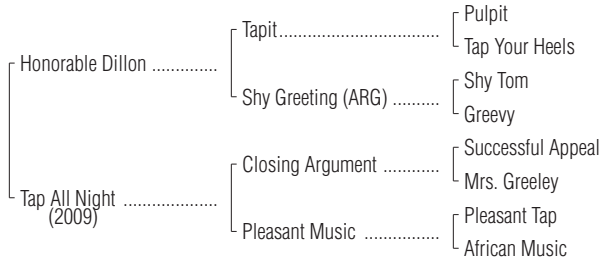 Pulpit
Tapit
Tap Your Heels
Honorable Dillon
Shy Tom
Shy Greeting (ARG)
Greevy
Successful Appeal
Closing Argument
Mrs. Greeley
Tap All Night
(2009)
Pleasant Tap
Pleasant Music
African Music